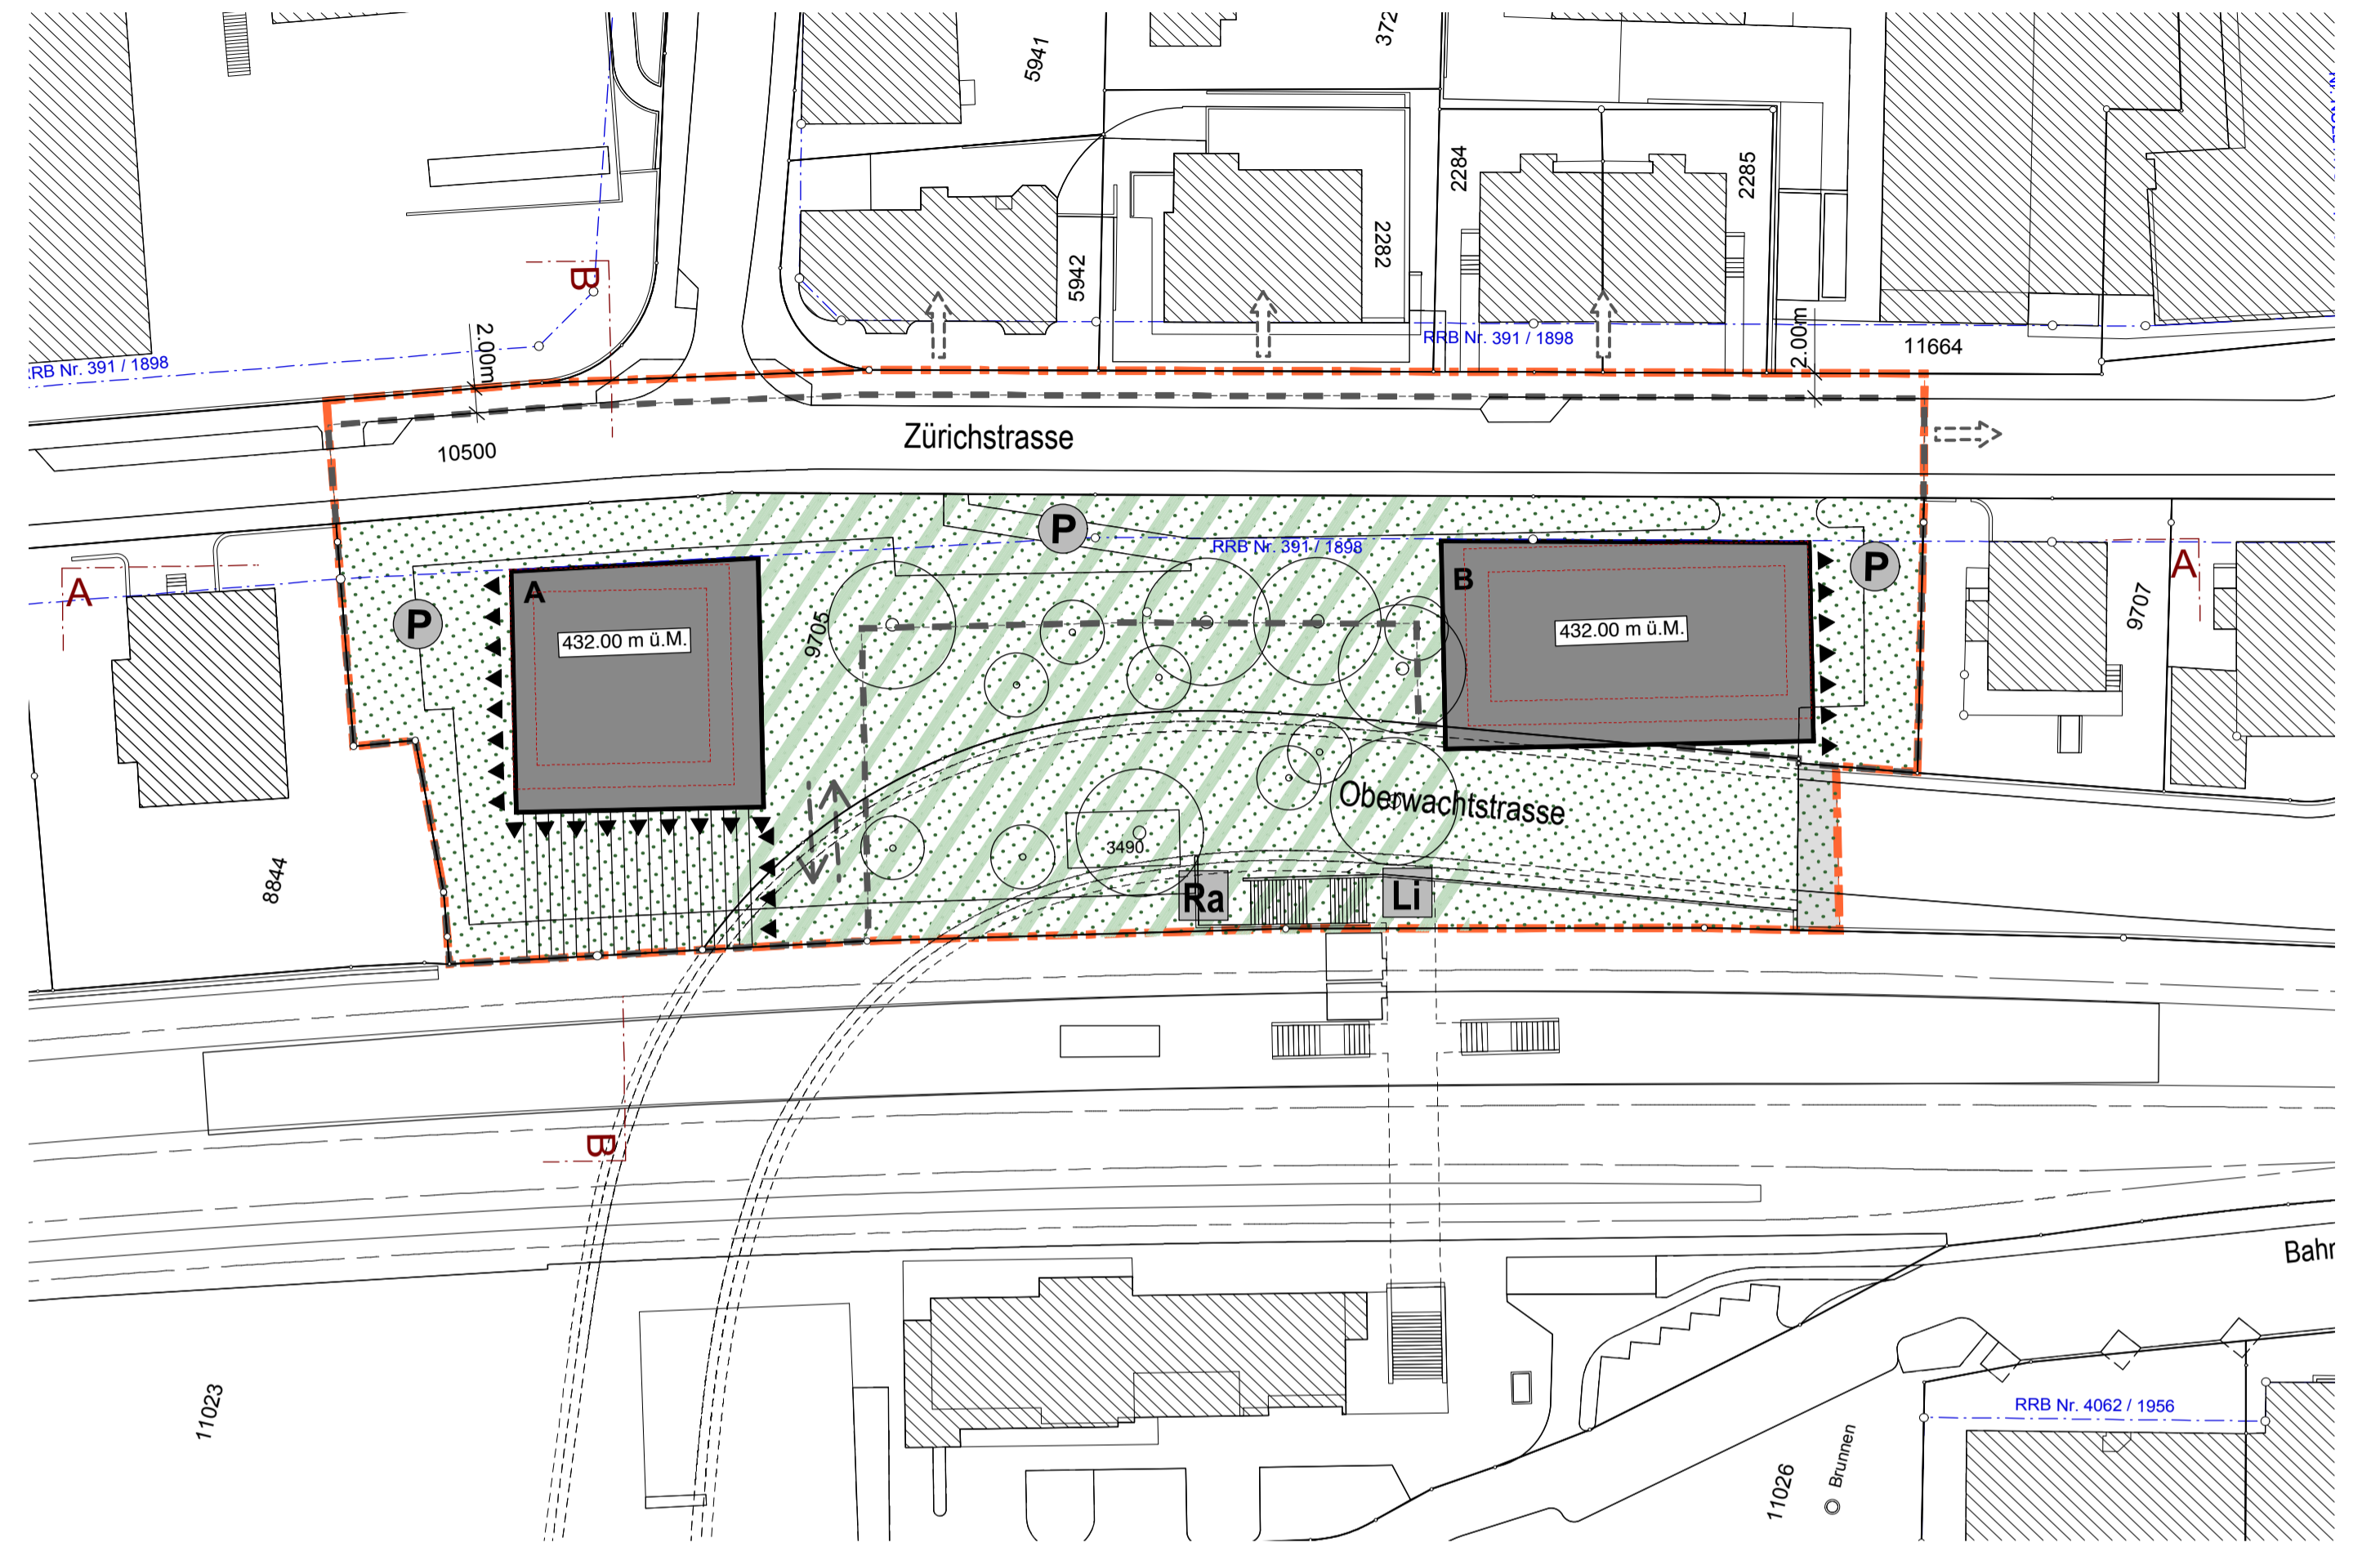 5941
372
2284
2285
2282
5942
B
2.00m
RRB Nr. 391 / 1898
RRB Nr. 391 / 1898
2.00m
11664
Zürichstrasse
10500
P
RRB Nr. 391 / 1898
A
P
A
432.00 m ü.M.
9705
B
432.00 m ü.M.
P
A
9707
Oberwachtstrasse
3490
8844
Ra
Li
B
Bahn
11023
RRB Nr. 4062 / 1956
11026
Brunnen